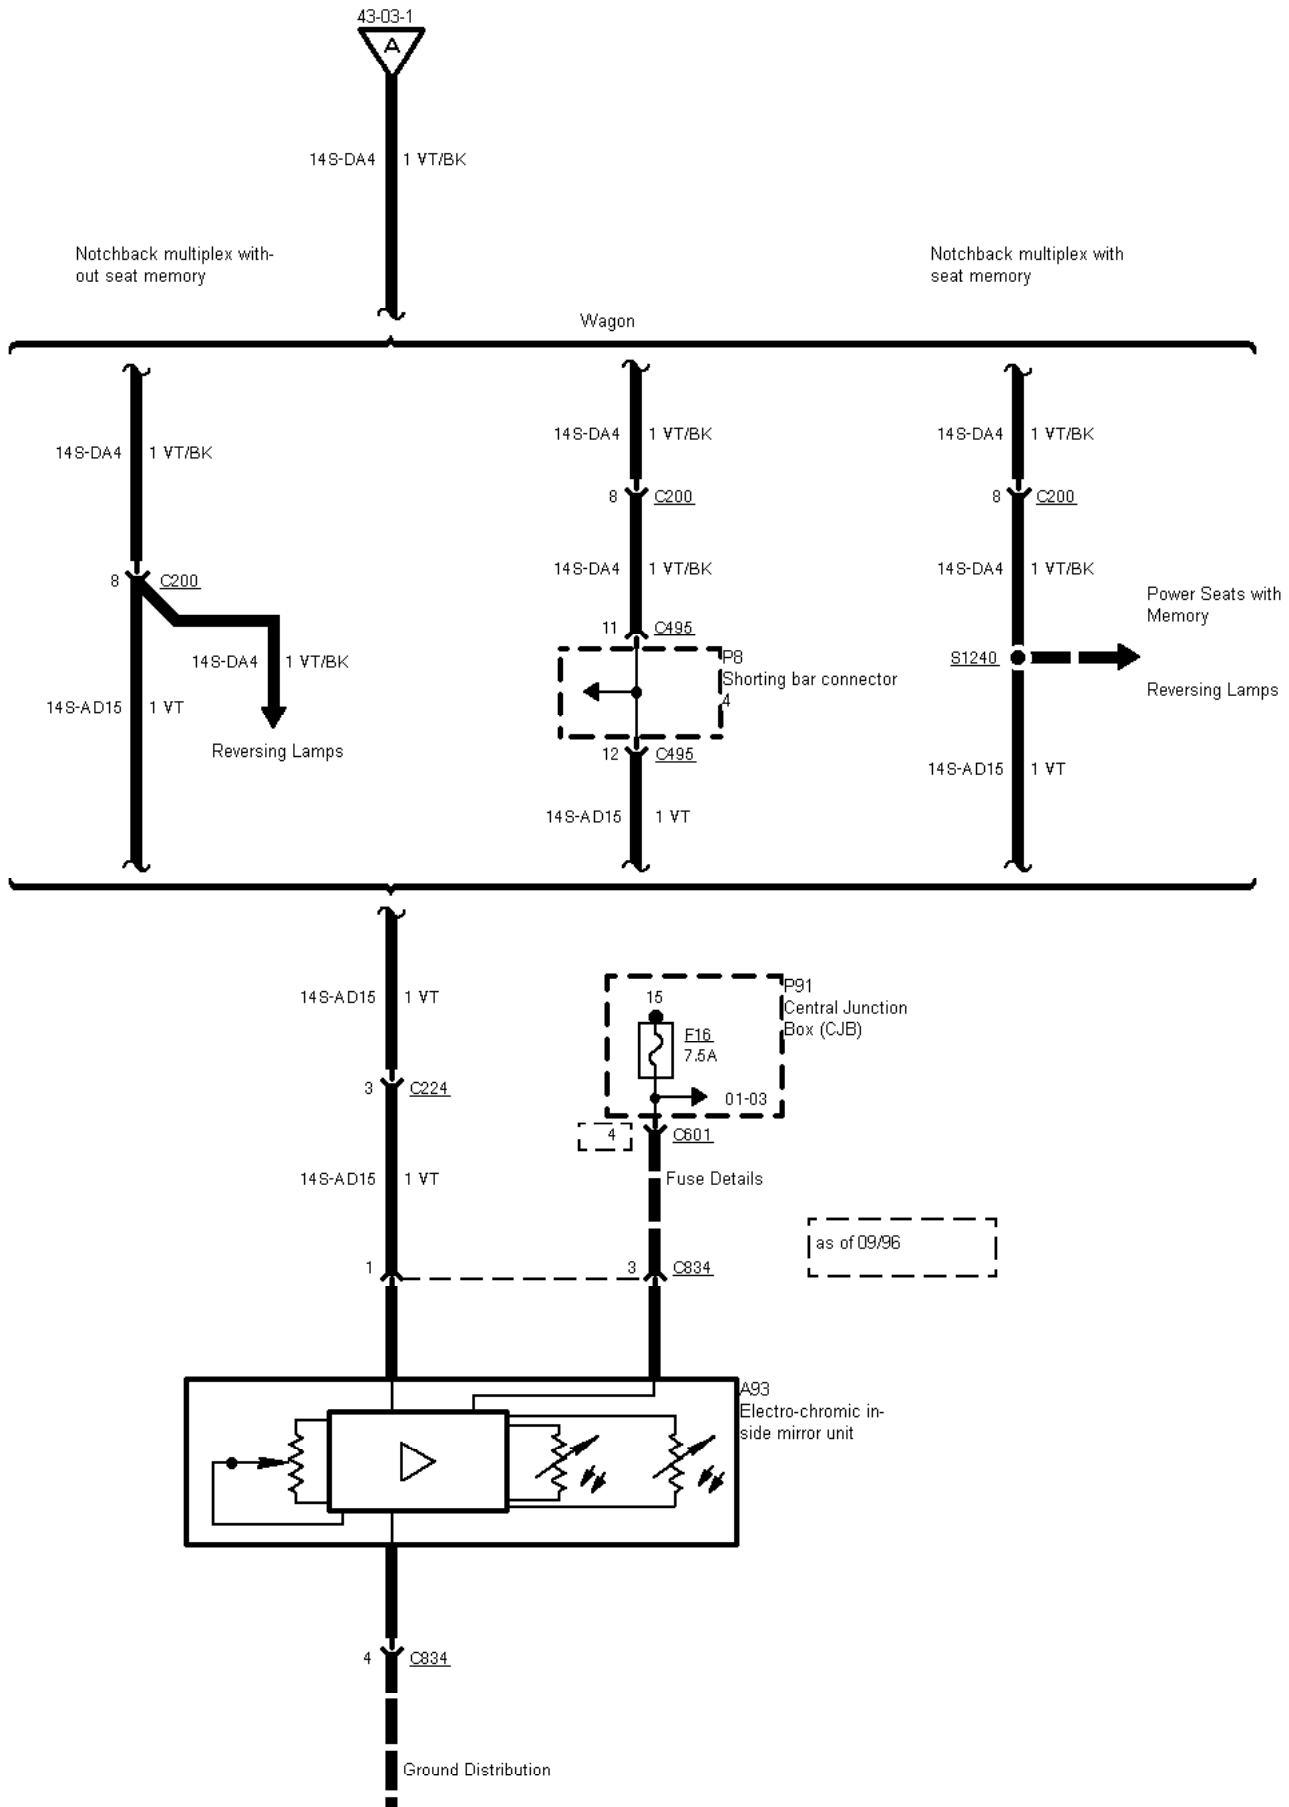 43-03-1
A
14S-DA4 1 VT/BK
Notchback multiplex with-
out seat memory
Notchback multiplex with
seat memory
Wagon
14S-DA4 1 VT/BK
8 C200
14S-DA4 1 VT/BK
14S-AD15 1 VT
Reversing Lamps
14S-DA4 1 VT/BK
8 C200
14S-DA4 1 VT/BK
11 C495
P8
Shorting bar connector
4
12 C495
14S-AD15 1 VT
14S-DA4 1 VT/BK
8 C200
14S-DA4 1 VT/BK
Power Seats with
Memory
S1240
Reversing Lamps
14S-AD15 1 VT
14S-AD15 1 VT
3 C224
14S-AD15 1 VT
1
P91
Central Junction
Box (CJB)
15
F16
7.5A
01-03
4 C601
Fuse Details
3 C834
as of 09/96
A93
Electro-chromic in-
side mirror unit
4 C834
Ground Distribution